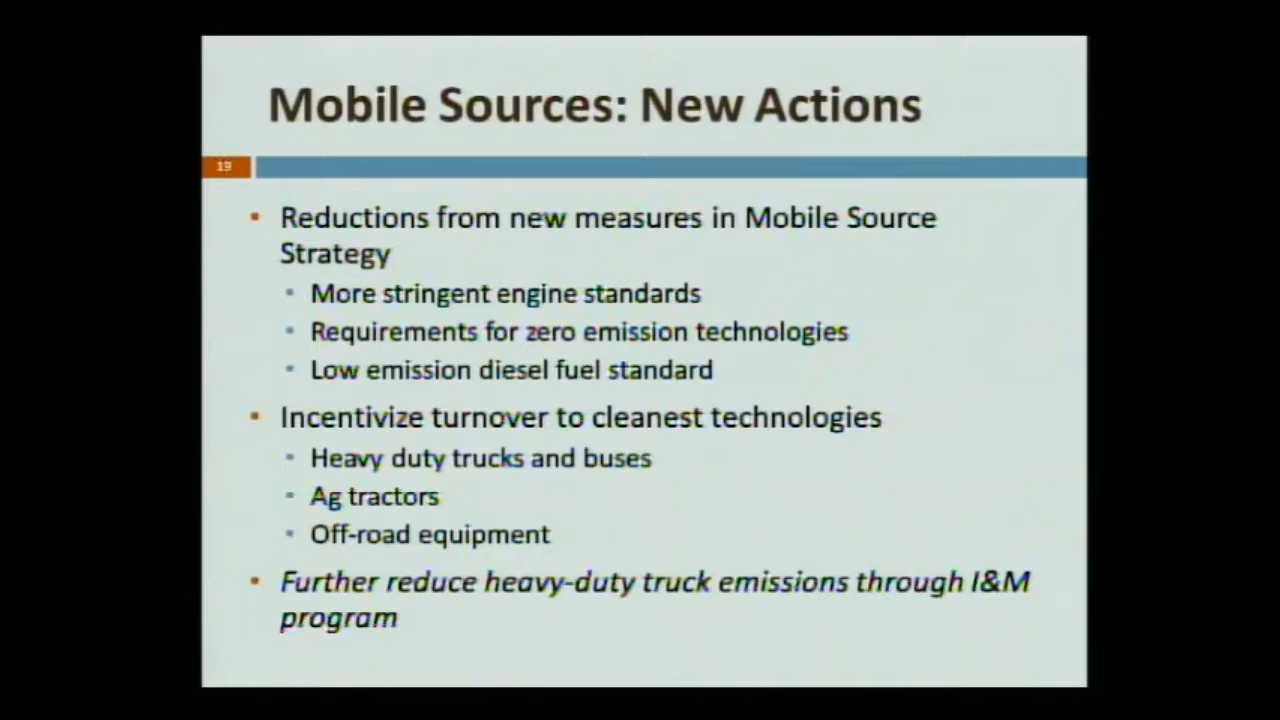 Mobile Sources: New Actions
19
• Reductions from new measures in Mobile Source
Strategy
• More stringent engine standards
• Requirements for zero emission technologies
• Low emission diesel fuel standard
• Incentivize turnover to cleanest technologies
• Heavy duty trucks and buses
• Ag tractors
• Off-road equipment
• Further reduce heavy-duty truck emissions through I&M
program